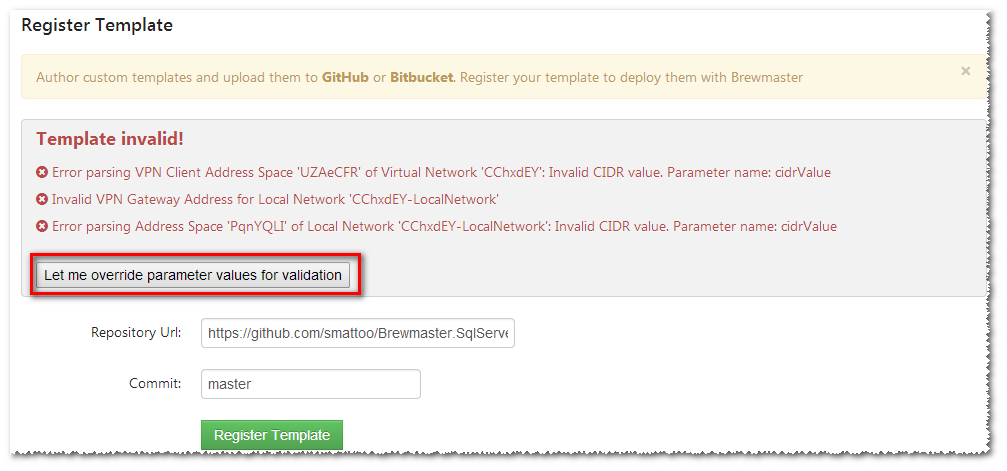 Register Template
Author custom templates and upload them to GitHub or Bitbucket. Register your template to deploy them with Brewmaster
×
Template invalid!
Error parsing VPN Client Address Space 'UZAeCFR' of Virtual Network 'CChxdEY': Invalid CIDR value. Parameter name: cidrValue
Invalid VPN Gateway Address for Local Network 'CChxdEY-LocalNetwork'
Error parsing Address Space 'PqnYQLI' of Local Network 'CChxdEY-LocalNetwork': Invalid CIDR value. Parameter name: cidrValue
Let me override parameter values for validation
Repository Url: https://github.com/smattoo/Brewmaster.SqlServe
Commit: master
Register Template